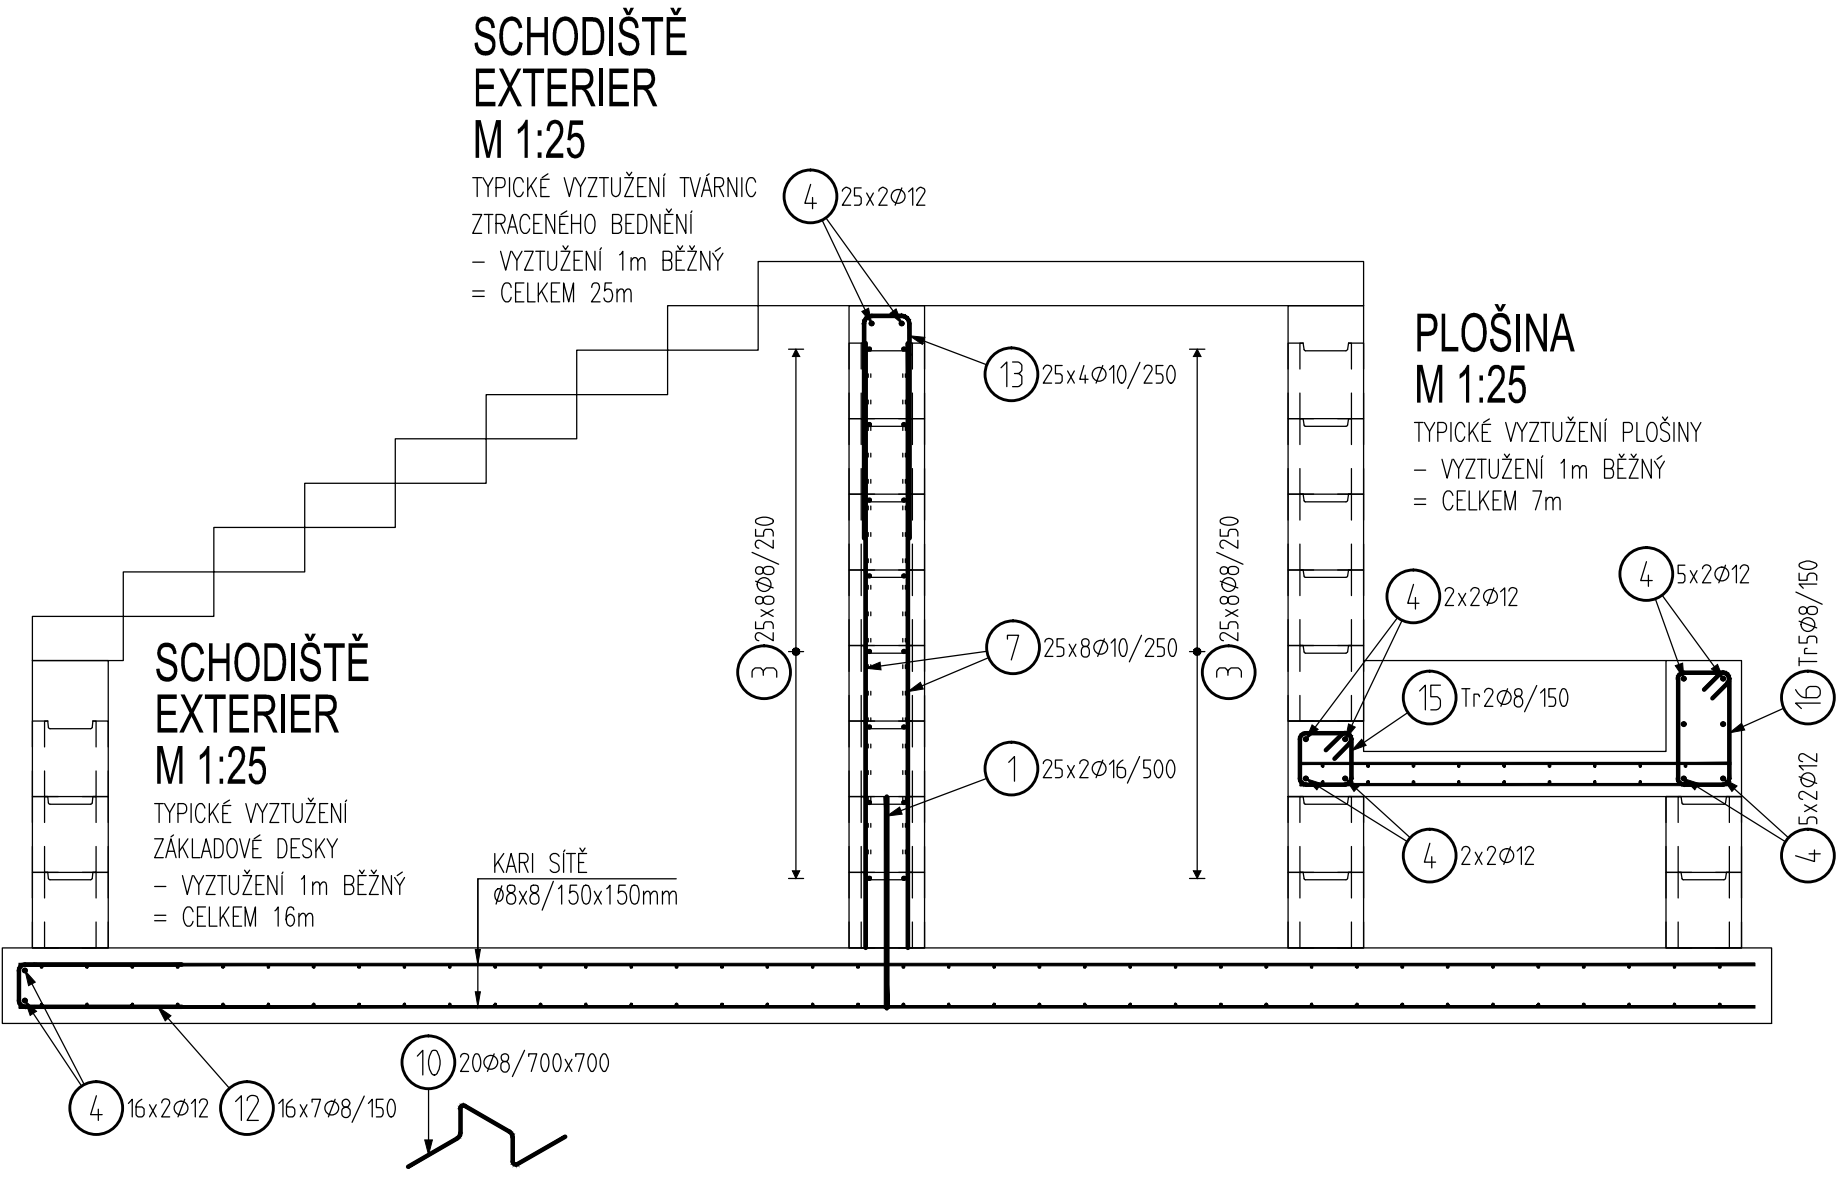 SCHODIŠTĚ
EXTERIER
M 1:25
TYPICKÉ VYZTUŽENÍ TVÁRNIC
ZTRACENÉHO BEDNĚNÍ
- VYZTUŽENÍ 1m BĚŽNÝ
= CELKEM 25m
4 25x2Ø12
13 25x4Ø10/250
PLOŠINA
M 1:25
TYPICKÉ VYZTUŽENÍ PLOŠINY
- VYZTUŽENÍ 1m BĚŽNÝ
= CELKEM 7m
3 25x8Ø8/250
7 25x8Ø10/250
3 25x8Ø8/250
1 25x2Ø16/500
4 2x2Ø12
4 5x2Ø12
15 Tr2Ø8/150
16 Tr5Ø8/150
4 2x2Ø12
4 5x2Ø12
SCHODIŠTĚ
EXTERIER
M 1:25
TYPICKÉ VYZTUŽENÍ
ZÁKLADOVÉ DESKY
- VYZTUŽENÍ 1m BĚŽNÝ
= CELKEM 16m
KARI SÍTĚ
Ø8x8/150x150mm
10 20Ø8/700x700
4 16x2Ø12
12 16x7Ø8/150